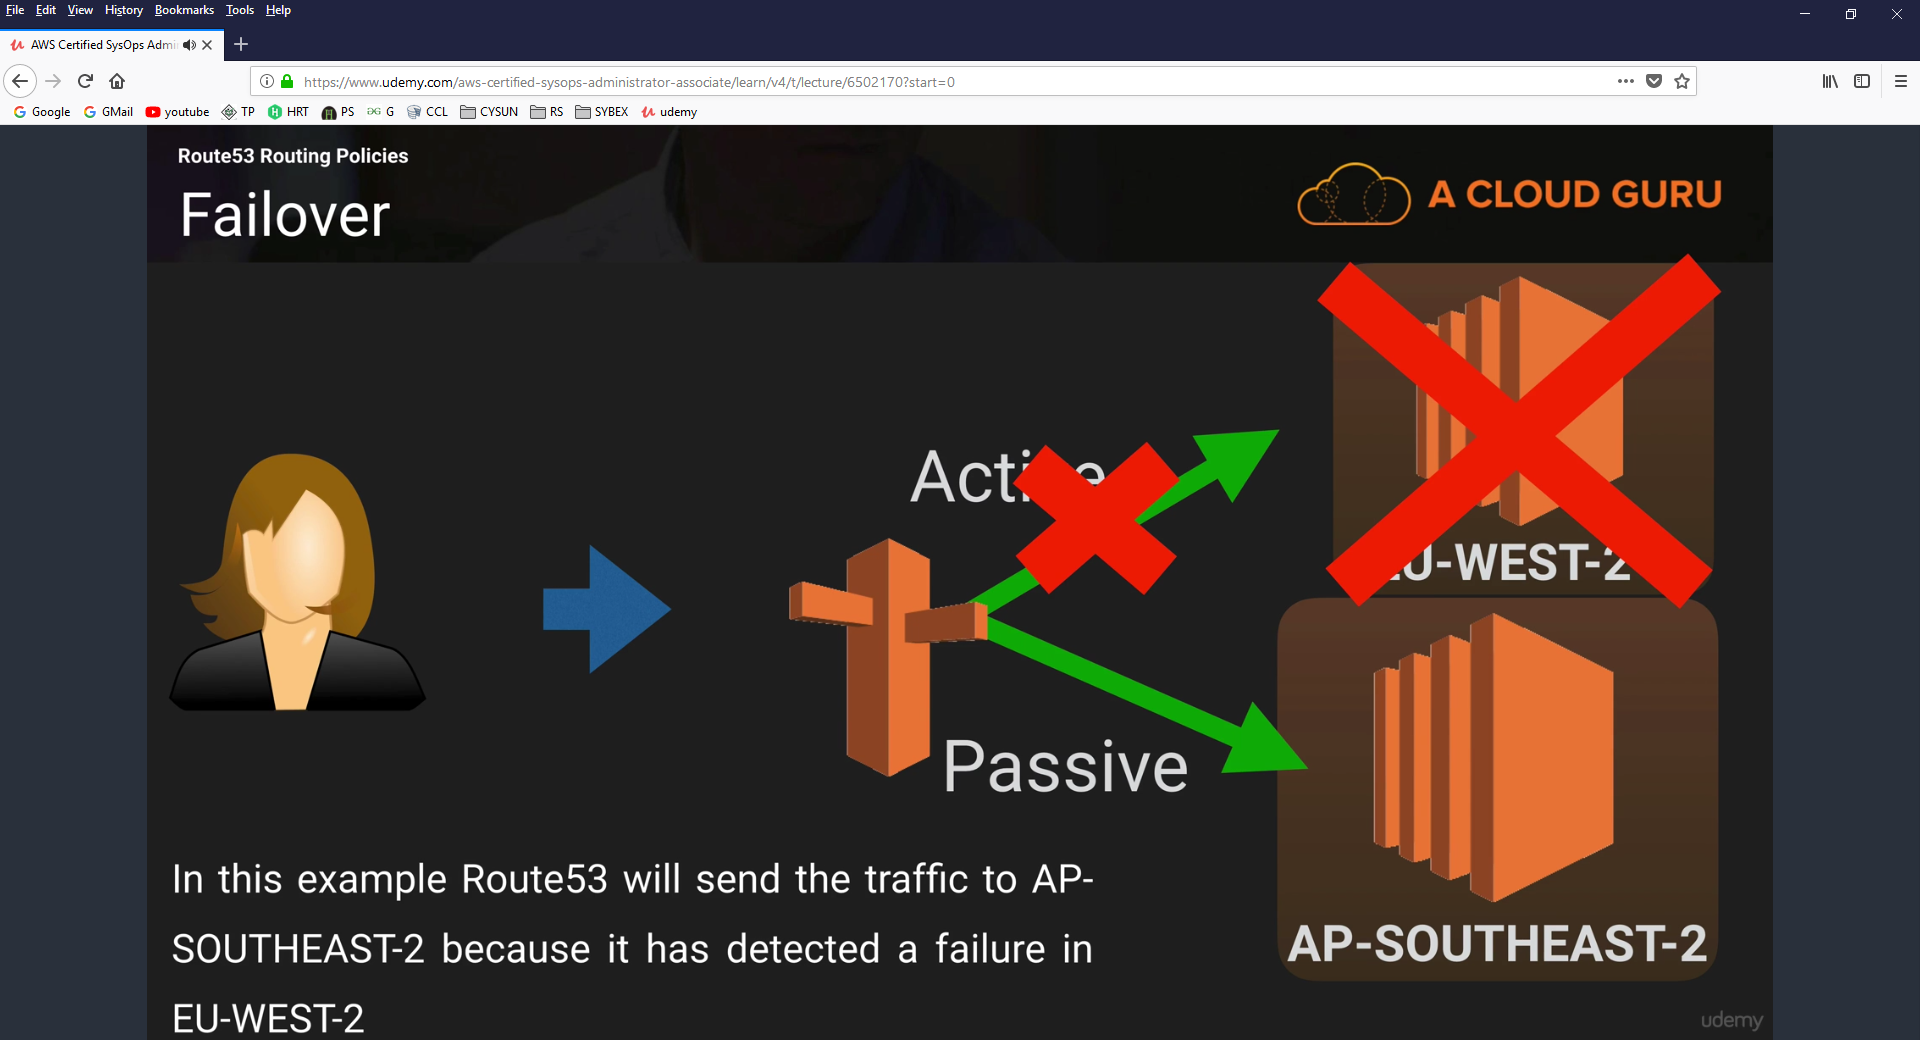 File Edit View History Bookmarks Tools Help
AWS Certified SysOps Admi
https://www.udemy.com/aws-certified-sysops-administrator-associate/learn/v4/t/lecture/6502170?start=0
Google GMail youtube TP HRT PS G CCL CYSUN RS SYBEX udemy
Route53 Routing Policies
Failover
A CLOUD GURU
Active
EU-WEST-2
Passive
AP-SOUTHEAST-2
In this example Route53 will send the traffic to AP-
SOUTHEAST-2 because it has detected a failure in
EU-WEST-2
udemy